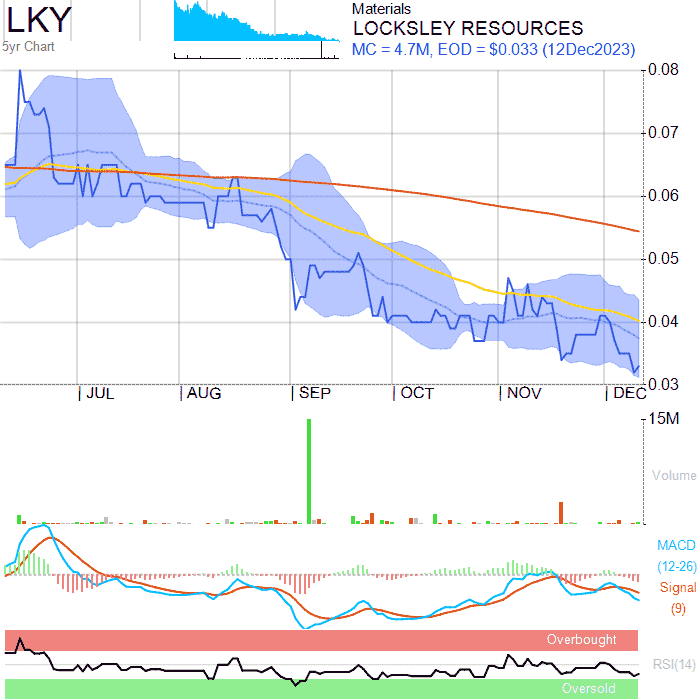 LKY
5yr Chart
Materials
LOCKSLEY RESOURCES
MC = 4.7M, EOD = $0.033 (12Dec2023)
0.08
0.07
0.06
0.05
0.04
0.03
JUL AUG SEP OCT NOV DEC
15M
Volume
MACD
(12-26)
Signal
(9)
Overbought
RSI(14)
Oversold